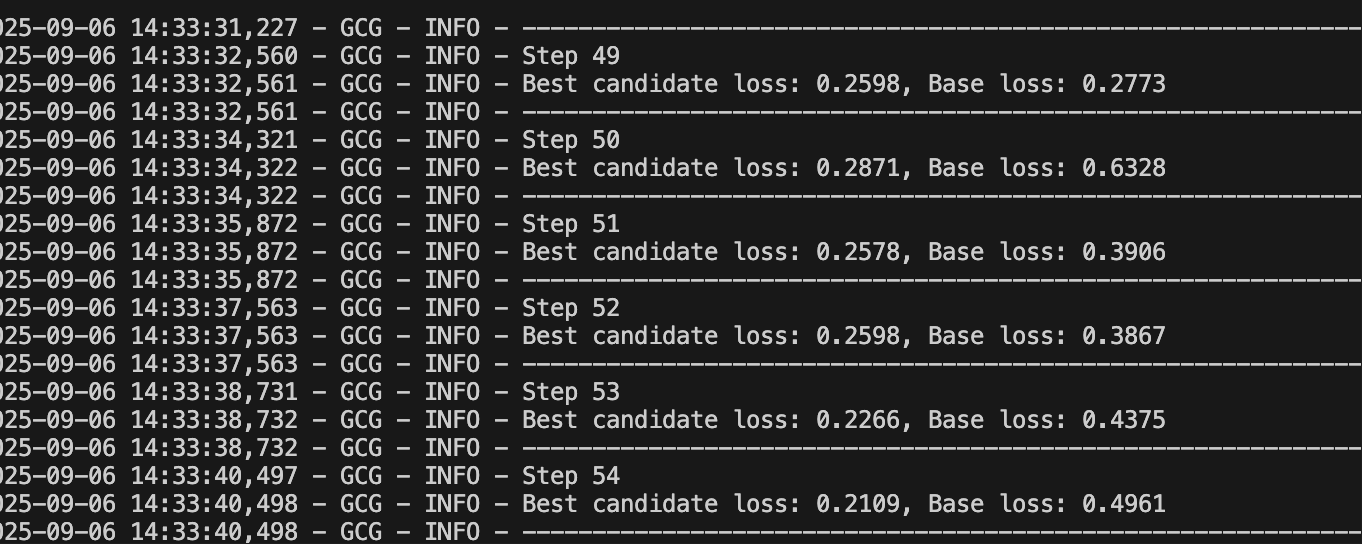 025-09-06 14:33:31,227 - GCG - INFO - ------------------------------------------------------------
025-09-06 14:33:32,560 - GCG - INFO - Step 49
025-09-06 14:33:32,561 - GCG - INFO - Best candidate loss: 0.2598, Base loss: 0.2773
025-09-06 14:33:32,561 - GCG - INFO - ------------------------------------------------------------
025-09-06 14:33:34,321 - GCG - INFO - Step 50
025-09-06 14:33:34,322 - GCG - INFO - Best candidate loss: 0.2871, Base loss: 0.6328
025-09-06 14:33:34,322 - GCG - INFO - ------------------------------------------------------------
025-09-06 14:33:35,872 - GCG - INFO - Step 51
025-09-06 14:33:35,872 - GCG - INFO - Best candidate loss: 0.2578, Base loss: 0.3906
025-09-06 14:33:35,872 - GCG - INFO - ------------------------------------------------------------
025-09-06 14:33:37,563 - GCG - INFO - Step 52
025-09-06 14:33:37,563 - GCG - INFO - Best candidate loss: 0.2598, Base loss: 0.3867
025-09-06 14:33:37,563 - GCG - INFO - ------------------------------------------------------------
025-09-06 14:33:38,731 - GCG - INFO - Step 53
025-09-06 14:33:38,732 - GCG - INFO - Best candidate loss: 0.2266, Base loss: 0.4375
025-09-06 14:33:38,732 - GCG - INFO - ------------------------------------------------------------
025-09-06 14:33:40,497 - GCG - INFO - Step 54
025-09-06 14:33:40,498 - GCG - INFO - Best candidate loss: 0.2109, Base loss: 0.4961
025-09-06 14:33:40,498 - GCG - INFO - ------------------------------------------------------------